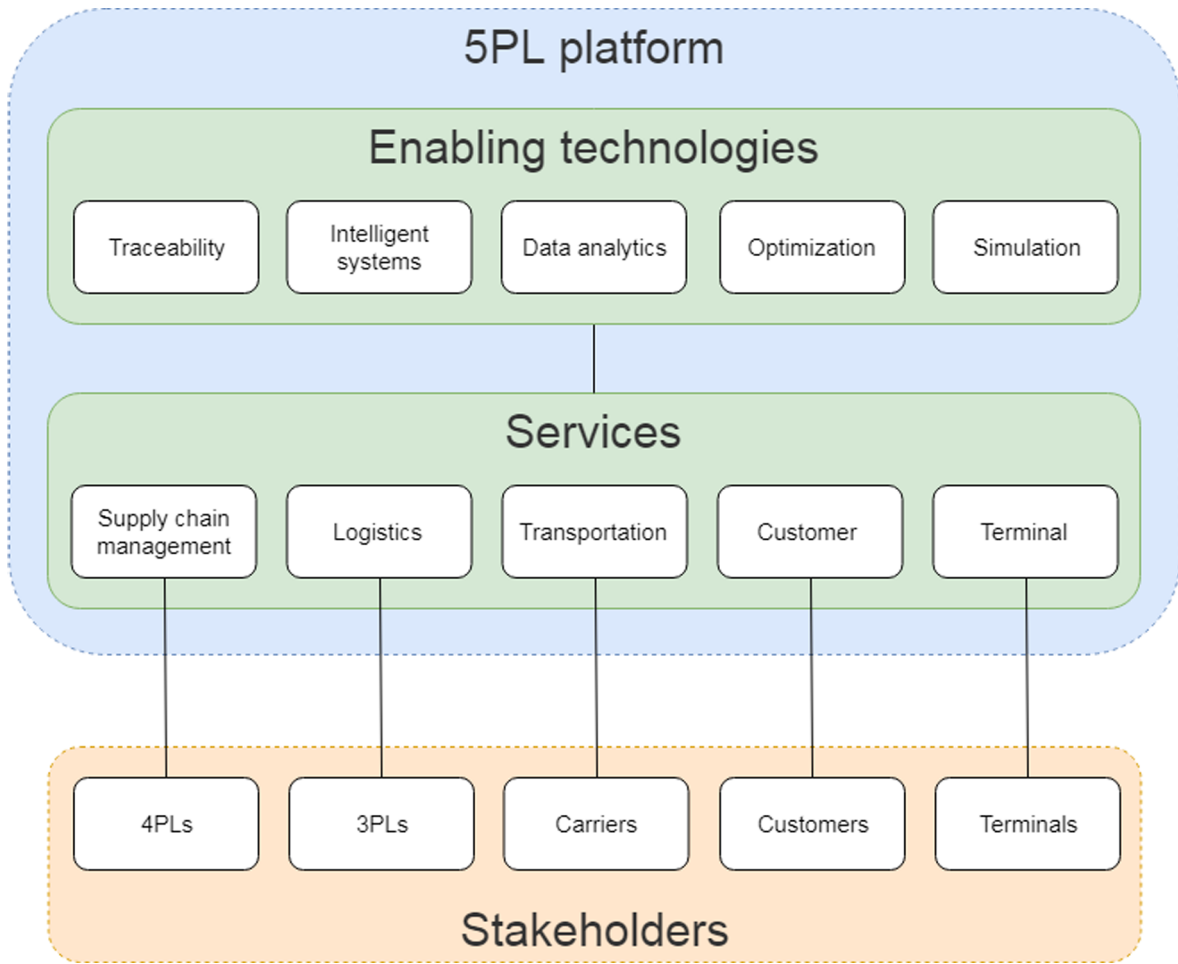 5PL platform
Enabling technologies
Traceability
Intelligent
systems
Data analytics
Optimization
Simulation
Services
Supply chain
management
Logistics
Transportation
Customer
Terminal
4PLs
3PLs
Carriers
Customers
Terminals
Stakeholders